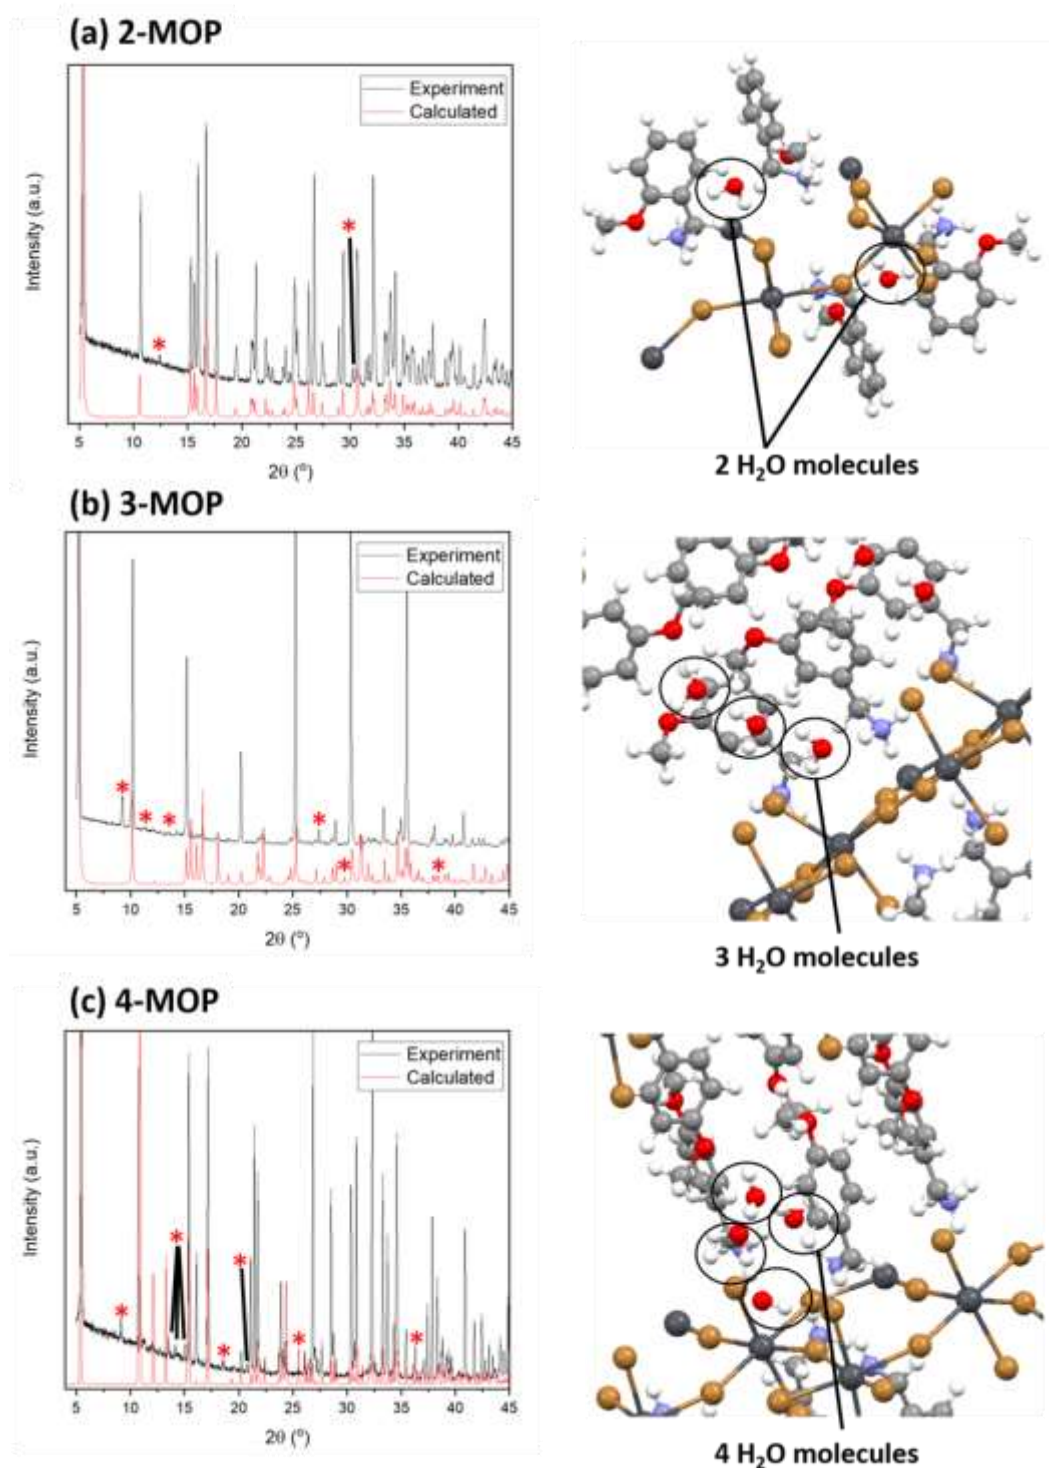 (a) 2-MOP
Experiment
Calculated
Intensity (a.u.)
*
*
5 10 15 20 25 30 35 40 45
2θ (°)
2 H₂O molecules
(b) 3-MOP
Experiment
Calculated
Intensity (a.u.)
* * * *
* *
5 10 15 20 25 30 35 40 45
2θ (°)
3 H₂O molecules
(c) 4-MOP
Experiment
Calculated
Intensity (a.u.)
* *
* * * *
5 10 15 20 25 30 35 40 45
2θ (°)
4 H₂O molecules